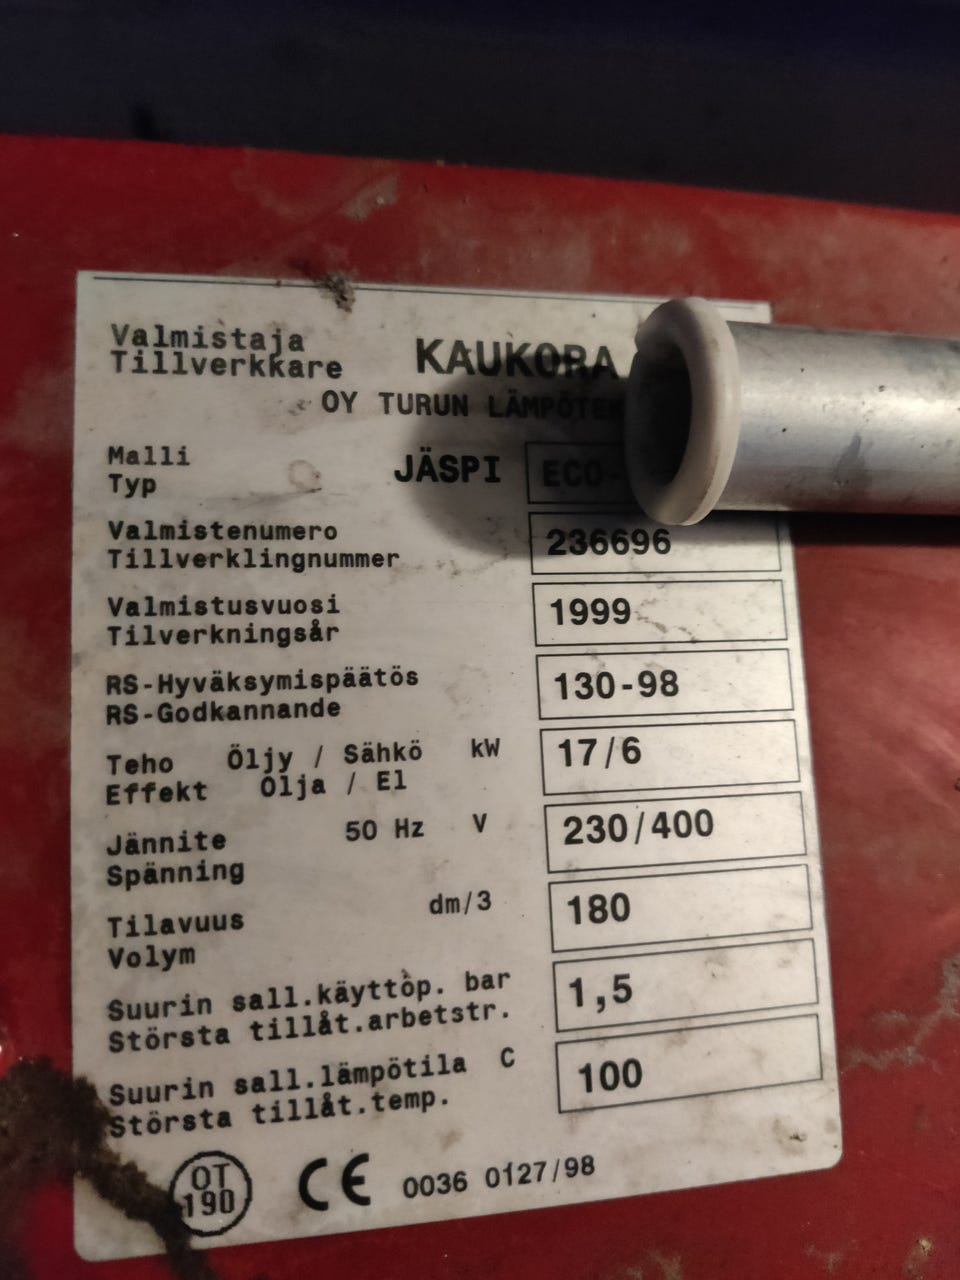 Valmistaja
Tillverkkare KAUKORA
OY TURUN
Malli
Typ JÄSPI ECO-
Valmistenumero
Tillverklingnummer 236696
Valmistusvuosi
Tilverkningsår 1999
RS-Hyväksymispäätös
RS-Godkannande 130-98
Teho Öljy / Sähkö kW
Effekt Olja / El 17/6
Jännite 50 Hz V
Spänning 230/400
Tilavuus dm/3
Volym 180
Suurin sall.käyttöp. bar
Största tillåt.arbetstr. 1,5
Suurin sall.lämpötila C
Största tillåt.temp. 100
OT
190 CE 0036 0127/98